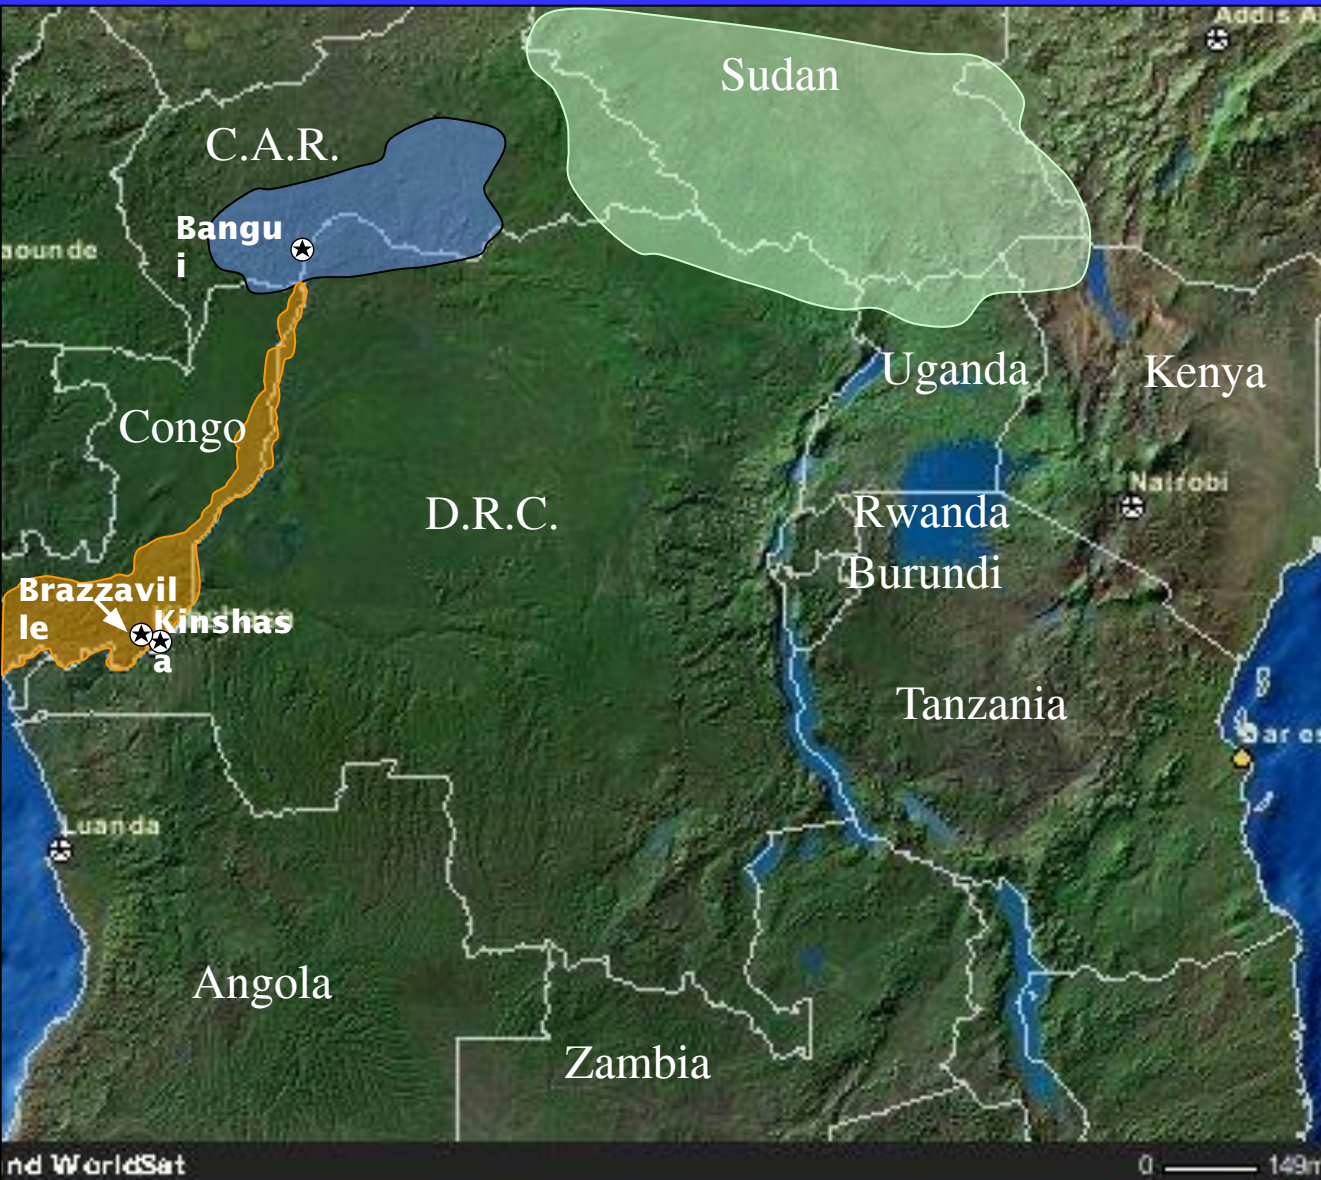 Addis A
Sudan
C.A.R.
Bangu
i
aounde
Uganda
Kenya
Congo
Nairobi
D.R.C.
Rwanda
Burundi
Brazzavil
le
Kinshas
a
Tanzania
Dar es
Luanda
Angola
Zambia
nd WorldSat
0 149m